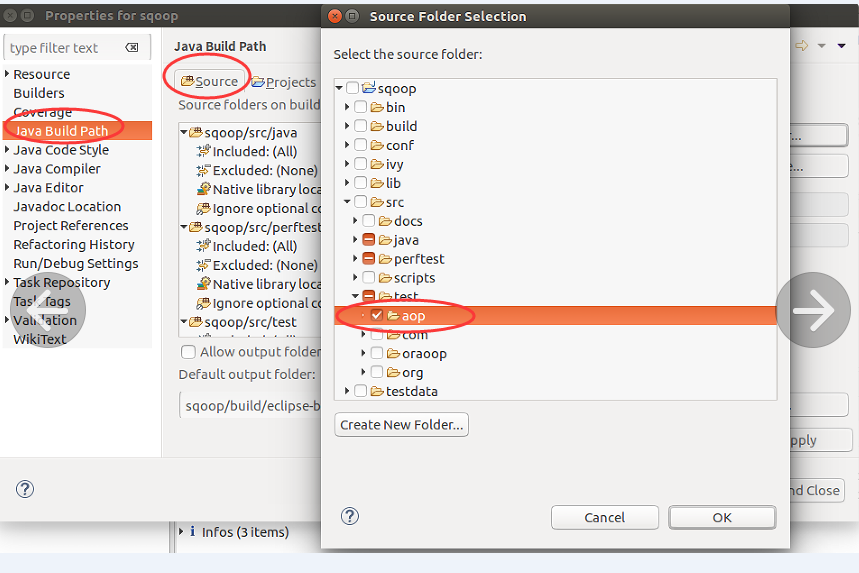 Properties for sqoop
type filter text
Resource
Builders
Coverage
Java Build Path
Java Code Style
Java Compiler
Java Editor
Javadoc Location
Project References
Refactoring History
Run/Debug Settings
Task Repository
Task Tags
Validation
WikiText
Java Build Path
Source
Projects
Source folders on build
sqoop/src/java
Included: (All)
Excluded: (None)
Native library loca
Ignore optional co
sqoop/src/perftest
Included: (All)
Excluded: (None)
Native library loca
Ignore optional co
sqoop/src/test
Allow output folder
Default output folder:
sqoop/build/eclipse-b
Infos (3 items)
Source Folder Selection
Select the source folder:
sqoop
bin
build
conf
ivy
lib
src
docs
java
perftest
scripts
test
aop
com
oraoop
org
testdata
Create New Folder...
Cancel
OK
pply
nd Close